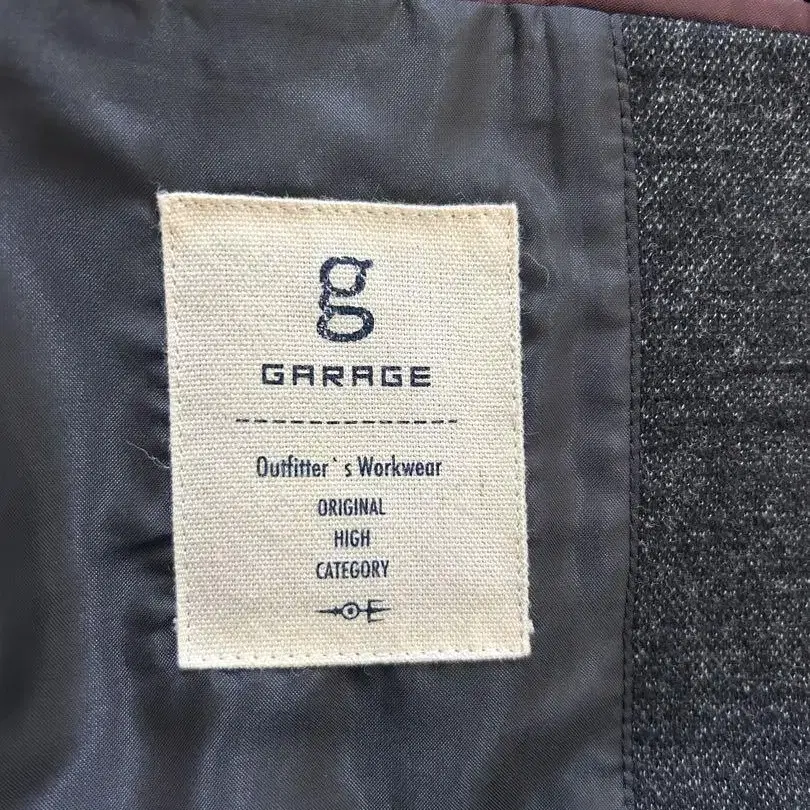 g
GARAGE
Outfitter`s Workwear
ORIGINAL
HIGH
CATEGORY
E